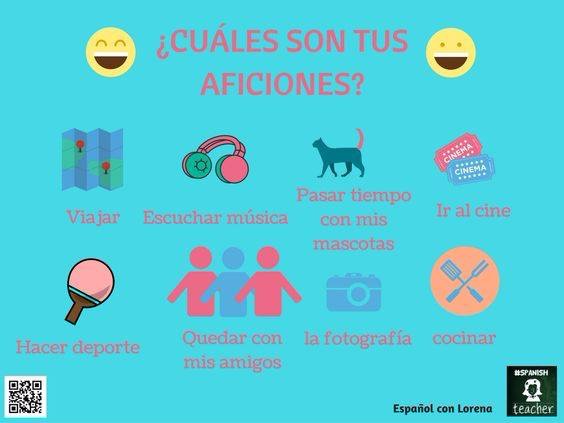 ¿CUÁLES SON TUS
AFICIONES?
CINEMA
CINEMA
Viajar
Escuchar música
Pasar tiempo
con mis
mascotas
Ir al cine
Hacer deporte
Quedar con
mis amigos
la fotografía
cocinar
Español con Lorena
#SPANISH
teacher